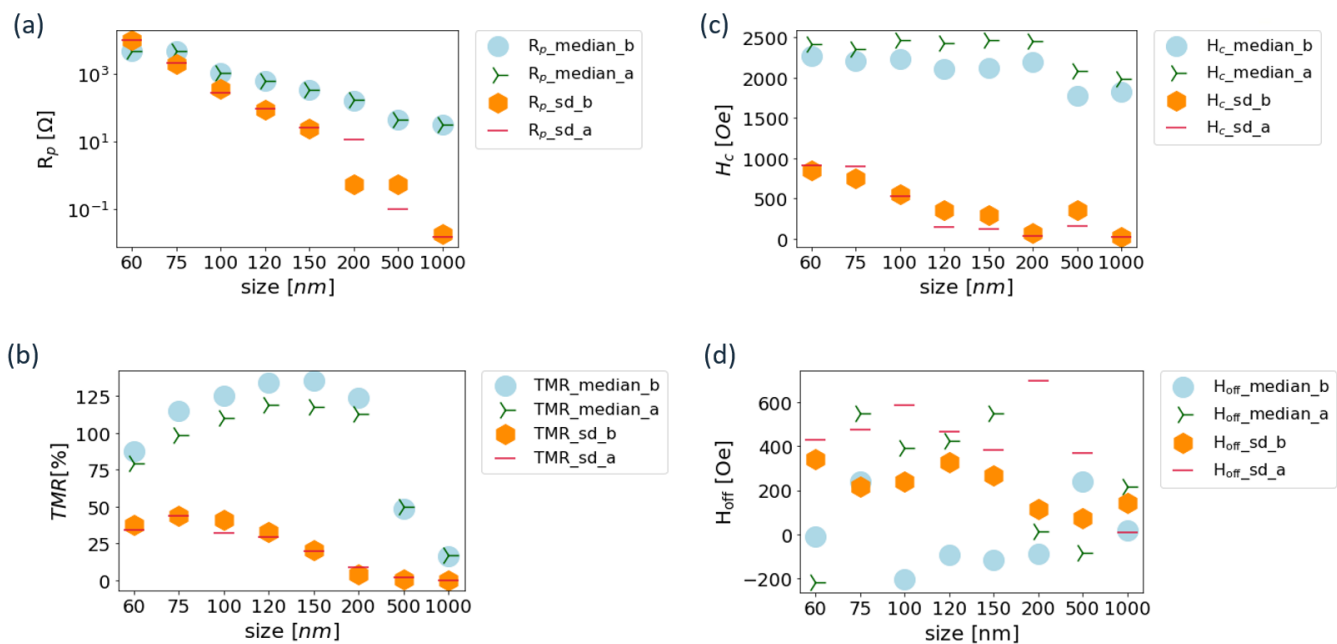 (a)
10³
10¹
10⁻¹
R_p [Ω]
60 75 100 120 150 200 500 1000
size [nm]
R_p_median_b
R_p_median_a
R_p_sd_b
R_p_sd_a
(c)
2500
2000
1500
1000
500
0
H_c [Oe]
60 75 100 120 150 200 500 1000
size [nm]
H_c_median_b
H_c_median_a
H_c_sd_b
H_c_sd_a
(b)
125
100
75
50
25
0
TMR[%]
60 75 100 120 150 200 500 1000
size [nm]
TMR_median_b
TMR_median_a
TMR_sd_b
TMR_sd_a
(d)
600
400
200
0
−200
H_off [Oe]
60 75 100 120 150 200 500 1000
size [nm]
H_off_median_b
H_off_median_a
H_off_sd_b
H_off_sd_a